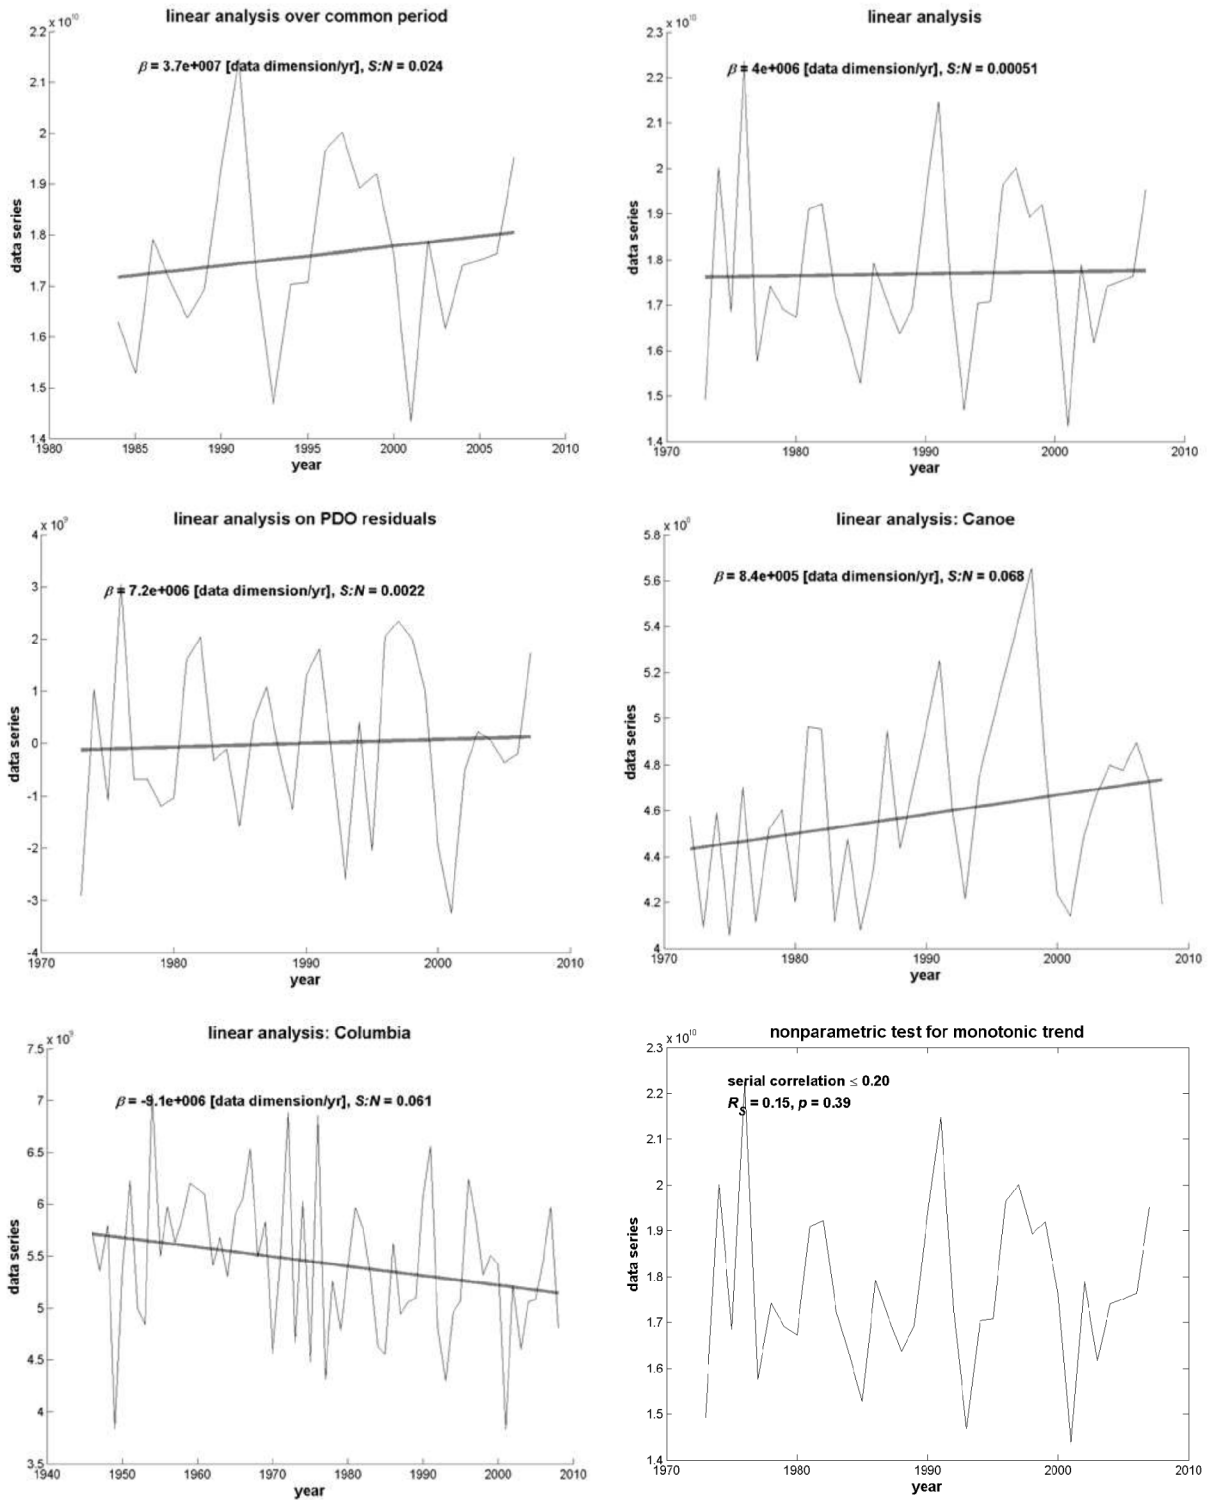 linear analysis over common period
x 10^10
β = 3.7e+007 [data dimension/yr], S:N = 0.024
2.2
2.1
2
1.9
1.8
1.7
1.6
1.5
1.4
data series
1980 1985 1990 1995 2000 2005 2010
year
linear analysis
x 10^10
β = 4e+006 [data dimension/yr], S:N = 0.00051
2.3
2.2
2.1
2
1.9
1.8
1.7
1.6
1.5
1.4
data series
1970 1980 1990 2000 2010
year
linear analysis on PDO residuals
x 10^9
β = 7.2e+006 [data dimension/yr], S:N = 0.0022
4
3
2
1
0
-1
-2
-3
-4
data series
1970 1980 1990 2000 2010
year
linear analysis: Canoe
x 10
β = 8.4e+005 [data dimension/yr], S:N = 0.068
5.8
5.6
5.4
5.2
5
4.8
4.6
4.4
4.2
4
data series
1970 1980 1990 2000 2010
year
linear analysis: Columbia
x 10^9
β = -9.1e+006 [data dimension/yr], S:N = 0.061
7.5
7
6.5
6
5.5
5
4.5
4
3.5
data series
1940 1950 1960 1970 1980 1990 2000 2010
year
nonparametric test for monotonic trend
x 10^10
serial correlation ≤ 0.20
R_S = 0.15, p = 0.39
2.3
2.2
2.1
2
1.9
1.8
1.7
1.6
1.5
1.4
data series
1970 1980 1990 2000 2010
year